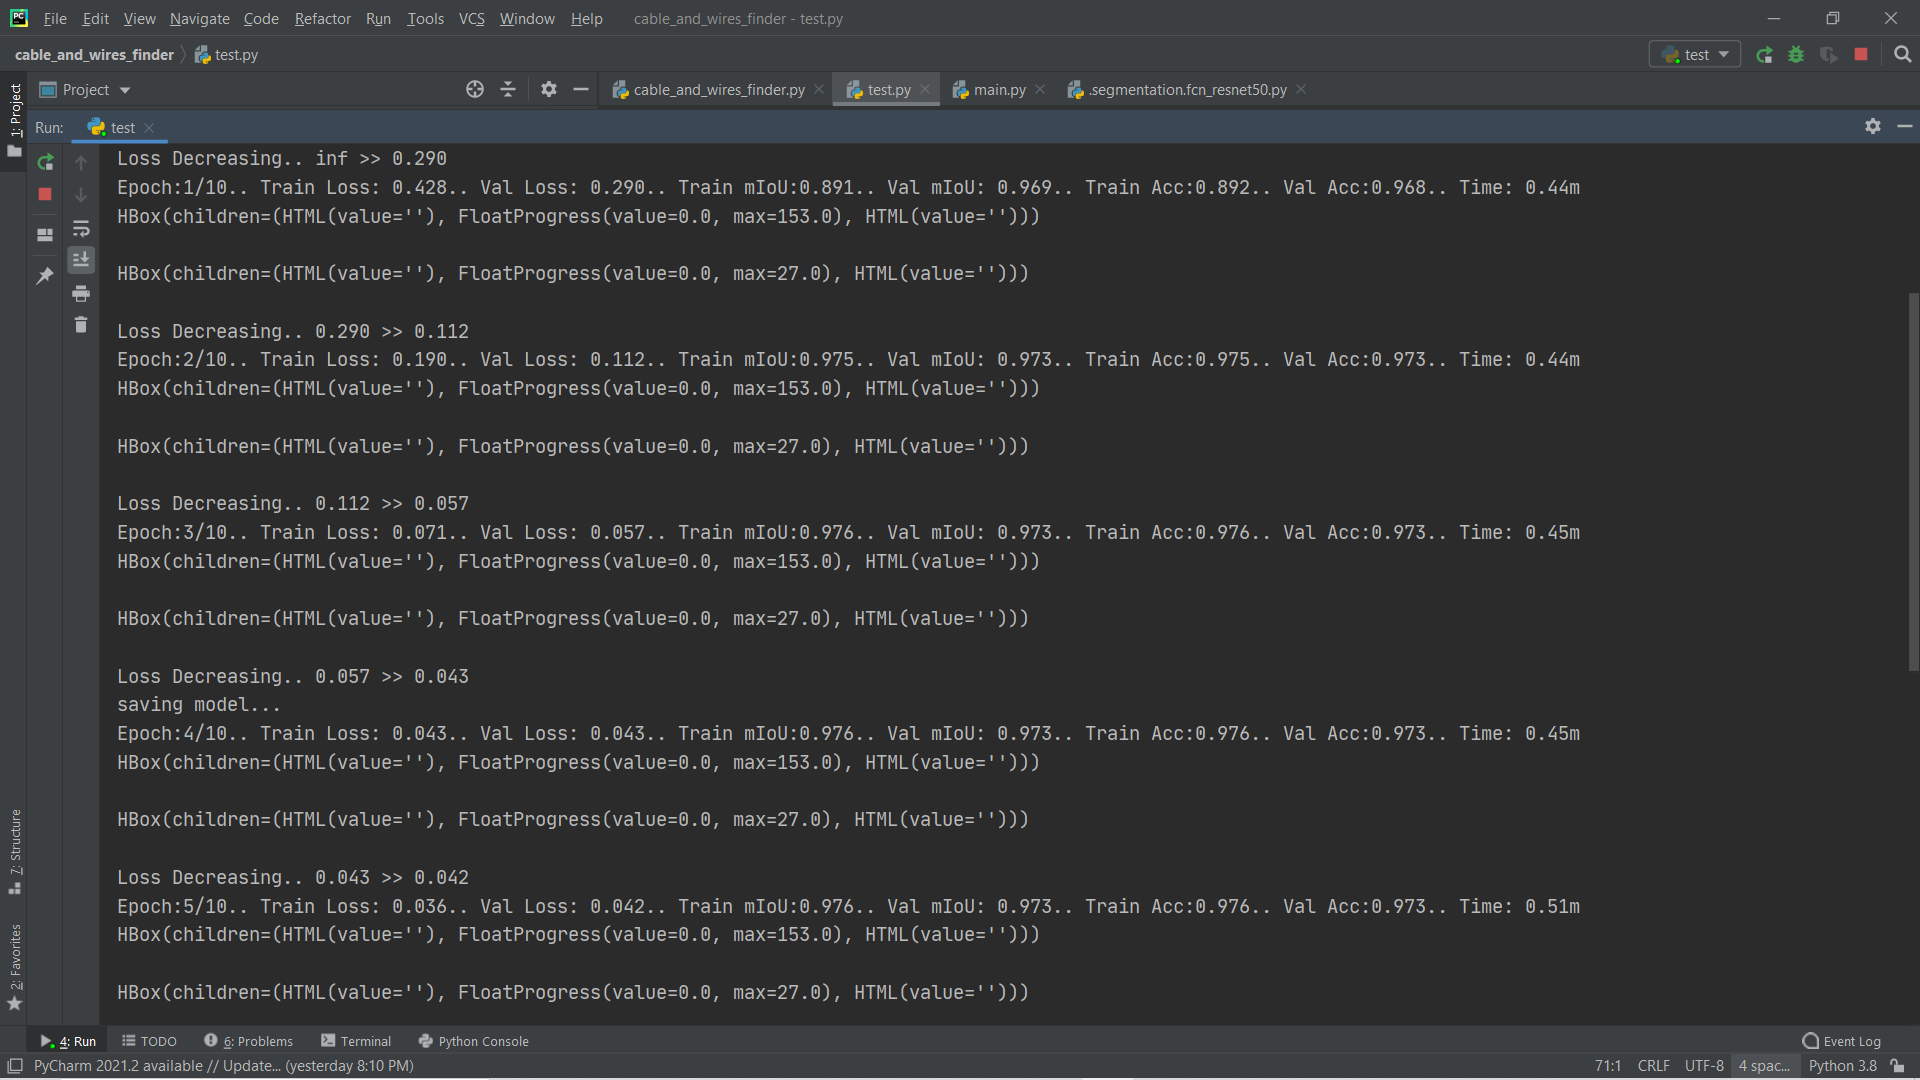 PC File Edit View Navigate Code Refactor Run Tools VCS Window Help cable_and_wires_finder - test.py
cable_and_wires_finder test.py test
1: Project
Project cable_and_wires_finder.py test.py main.py .segmentation.fcn_resnet50.py
Run: test
Loss Decreasing.. inf >> 0.290
Epoch:1/10.. Train Loss: 0.428.. Val Loss: 0.290.. Train mIoU:0.891.. Val mIoU: 0.969.. Train Acc:0.892.. Val Acc:0.968.. Time: 0.44m
HBox(children=(HTML(value=''), FloatProgress(value=0.0, max=153.0), HTML(value='')))
HBox(children=(HTML(value=''), FloatProgress(value=0.0, max=27.0), HTML(value='')))
Loss Decreasing.. 0.290 >> 0.112
Epoch:2/10.. Train Loss: 0.190.. Val Loss: 0.112.. Train mIoU:0.975.. Val mIoU: 0.973.. Train Acc:0.975.. Val Acc:0.973.. Time: 0.44m
HBox(children=(HTML(value=''), FloatProgress(value=0.0, max=153.0), HTML(value='')))
HBox(children=(HTML(value=''), FloatProgress(value=0.0, max=27.0), HTML(value='')))
Loss Decreasing.. 0.112 >> 0.057
Epoch:3/10.. Train Loss: 0.071.. Val Loss: 0.057.. Train mIoU:0.976.. Val mIoU: 0.973.. Train Acc:0.976.. Val Acc:0.973.. Time: 0.45m
HBox(children=(HTML(value=''), FloatProgress(value=0.0, max=153.0), HTML(value='')))
HBox(children=(HTML(value=''), FloatProgress(value=0.0, max=27.0), HTML(value='')))
Loss Decreasing.. 0.057 >> 0.043
saving model...
Epoch:4/10.. Train Loss: 0.043.. Val Loss: 0.043.. Train mIoU:0.976.. Val mIoU: 0.973.. Train Acc:0.976.. Val Acc:0.973.. Time: 0.45m
HBox(children=(HTML(value=''), FloatProgress(value=0.0, max=153.0), HTML(value='')))
HBox(children=(HTML(value=''), FloatProgress(value=0.0, max=27.0), HTML(value='')))
Loss Decreasing.. 0.043 >> 0.042
Epoch:5/10.. Train Loss: 0.036.. Val Loss: 0.042.. Train mIoU:0.976.. Val mIoU: 0.973.. Train Acc:0.976.. Val Acc:0.973.. Time: 0.51m
HBox(children=(HTML(value=''), FloatProgress(value=0.0, max=153.0), HTML(value='')))
HBox(children=(HTML(value=''), FloatProgress(value=0.0, max=27.0), HTML(value='')))
7: Structure
2: Favorites
4: Run TODO 6: Problems Terminal Python Console Event Log
PyCharm 2021.2 available // Update... (yesterday 8:10 PM) 71:1 CRLF UTF-8 4 spac... Python 3.8